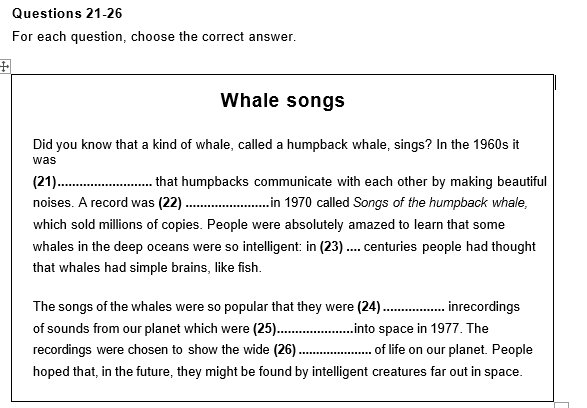 Questions 21-26
For each question, choose the correct answer.
Whale songs
Did you know that a kind of whale, called a humpback whale, sings? In the 1960s it
was
(21)........................... that humpbacks communicate with each other by making beautiful
noises. A record was (22) ........................in 1970 called Songs of the humpback whale,
which sold millions of copies. People were absolutely amazed to learn that some
whales in the deep oceans were so intelligent: in (23) .... centuries people had thought
that whales had simple brains, like fish.
The songs of the whales were so popular that they were (24) ................. inrecordings
of sounds from our planet which were (25)......................into space in 1977. The
recordings were chosen to show the wide (26) ..................... of life on our planet. People
hoped that, in the future, they might be found by intelligent creatures far out in space.